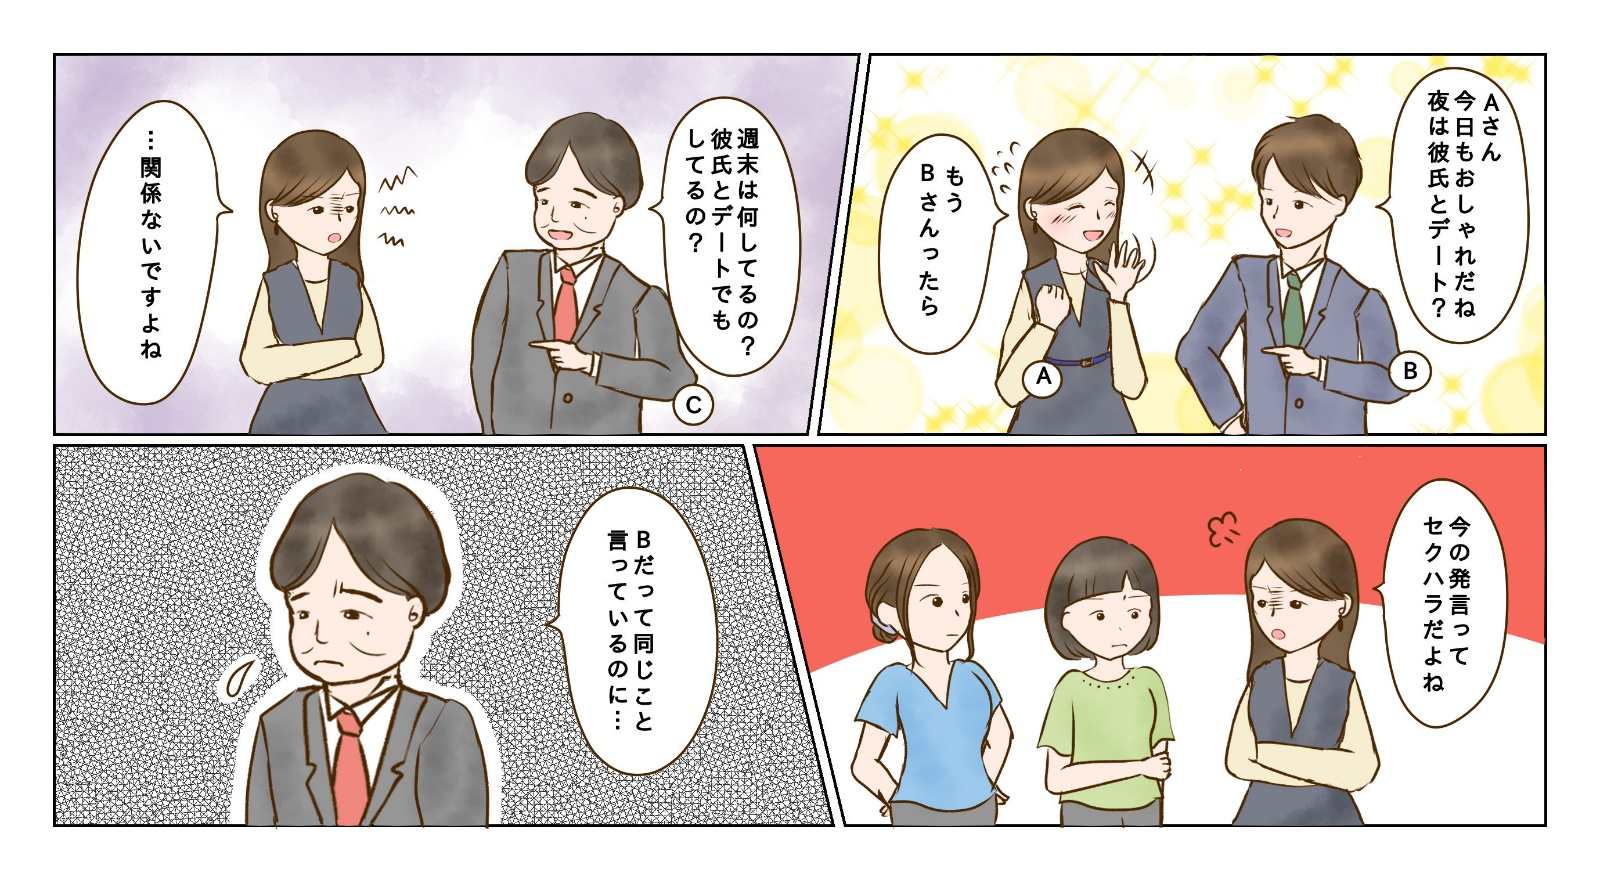 Aさん
今日もおしゃれだね
夜は彼氏とデート？
B
もう
Bさんったら
A
週末は何してるの？
彼氏とデートでも
してるの？
C
…関係ないですよね
今の発言って
セクハラだよね
Bだって同じこと
言っているのに…